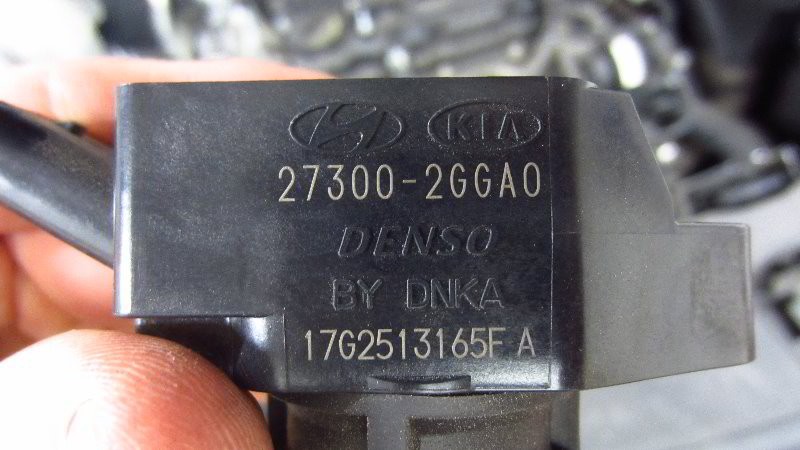 KIA
27300-2GGA0
DENSO
BY DNKA
17G2513165F A